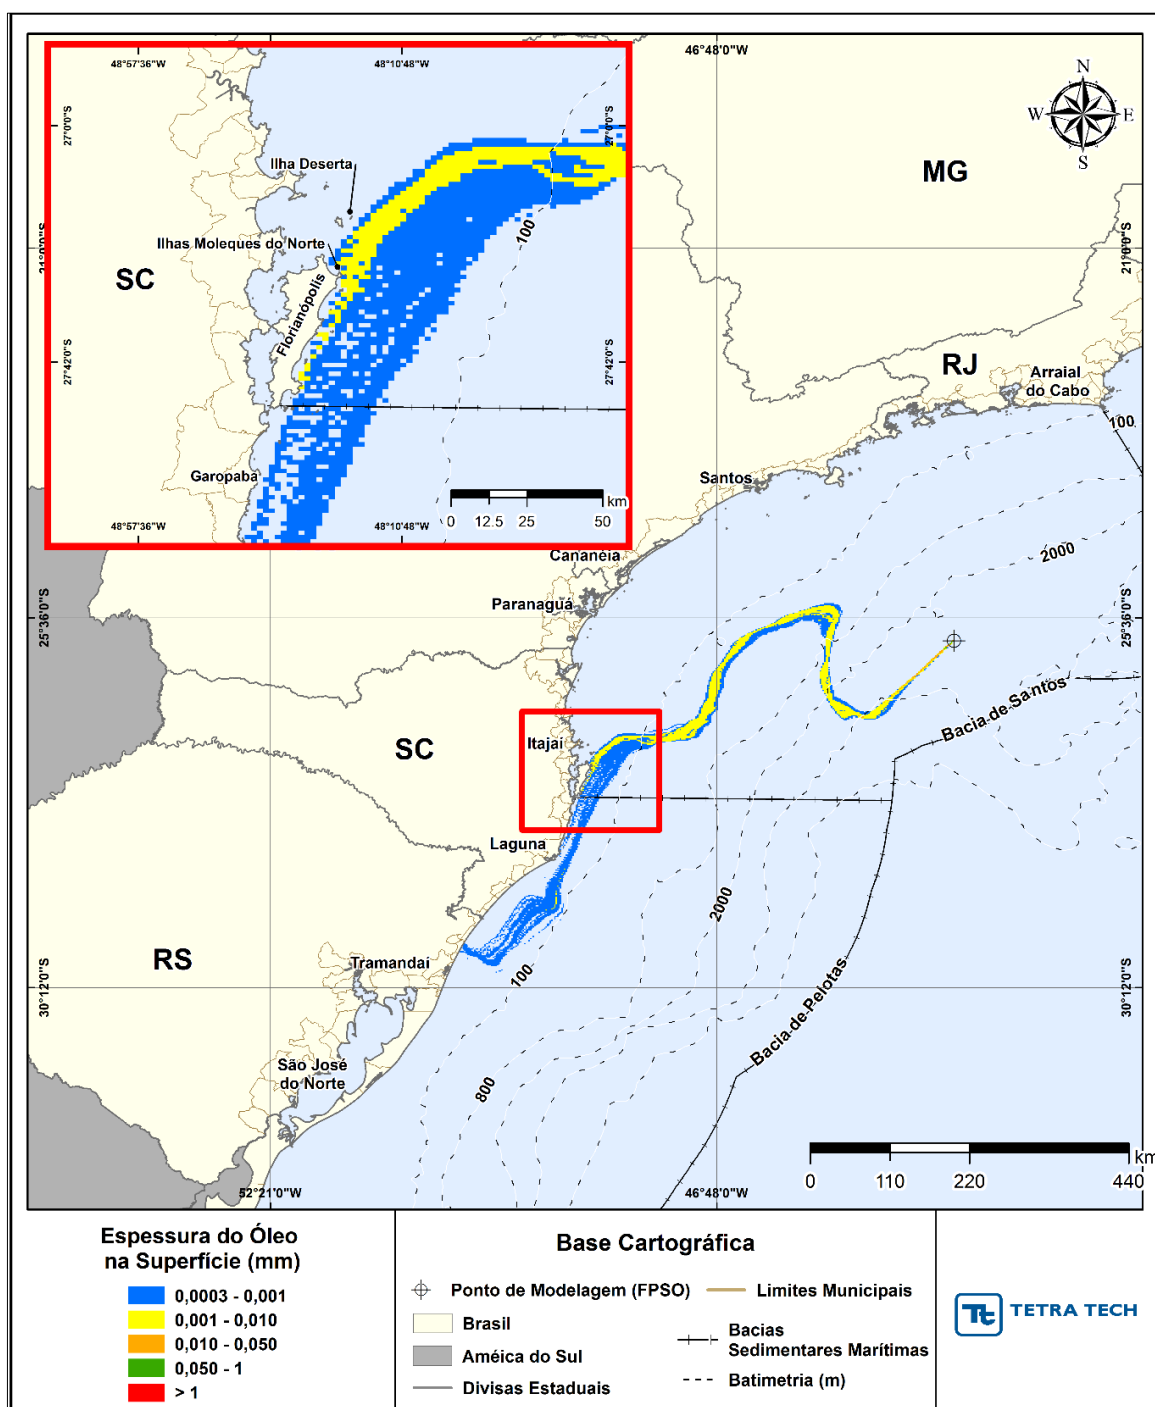 48°57'36"W
48°10'48"W
46°48'0"W
27°0'0"S
27°0'0"S
N
W
E
S
Ilha Deserta
MG
Ilhas Moleques do Norte
100
21°0'0"S
21°0'0"S
SC
Florianópolis
27°42'0"S
27°42'0"S
RJ
Arraial
do Cabo
100
Garopaba
Santos
km
0
12.5
25
50
48°57'36"W
48°10'48"W
Cananéia
2000
Paranaguá
25°36'0"S
25°36'0"S
Bacia de Santos
Itajaí
SC
Laguna
2000
RS
Tramandaí
100
30°12'0"S
30°12'0"S
Bacia de Pelotas
São José
do Norte
800
km
0
110
220
440
52°21'0"W
46°48'0"W
Espessura do Óleo
na Superfície (mm)
0,0003 - 0,001
0,001 - 0,010
0,010 - 0,050
0,050 - 1
> 1
Base Cartográfica
Ponto de Modelagem (FPSO)
Limites Municipais
Brasil
Améica do Sul
Bacias
Sedimentares Marítimas
Divisas Estaduais
Batimetria (m)
Tt
TETRA TECH